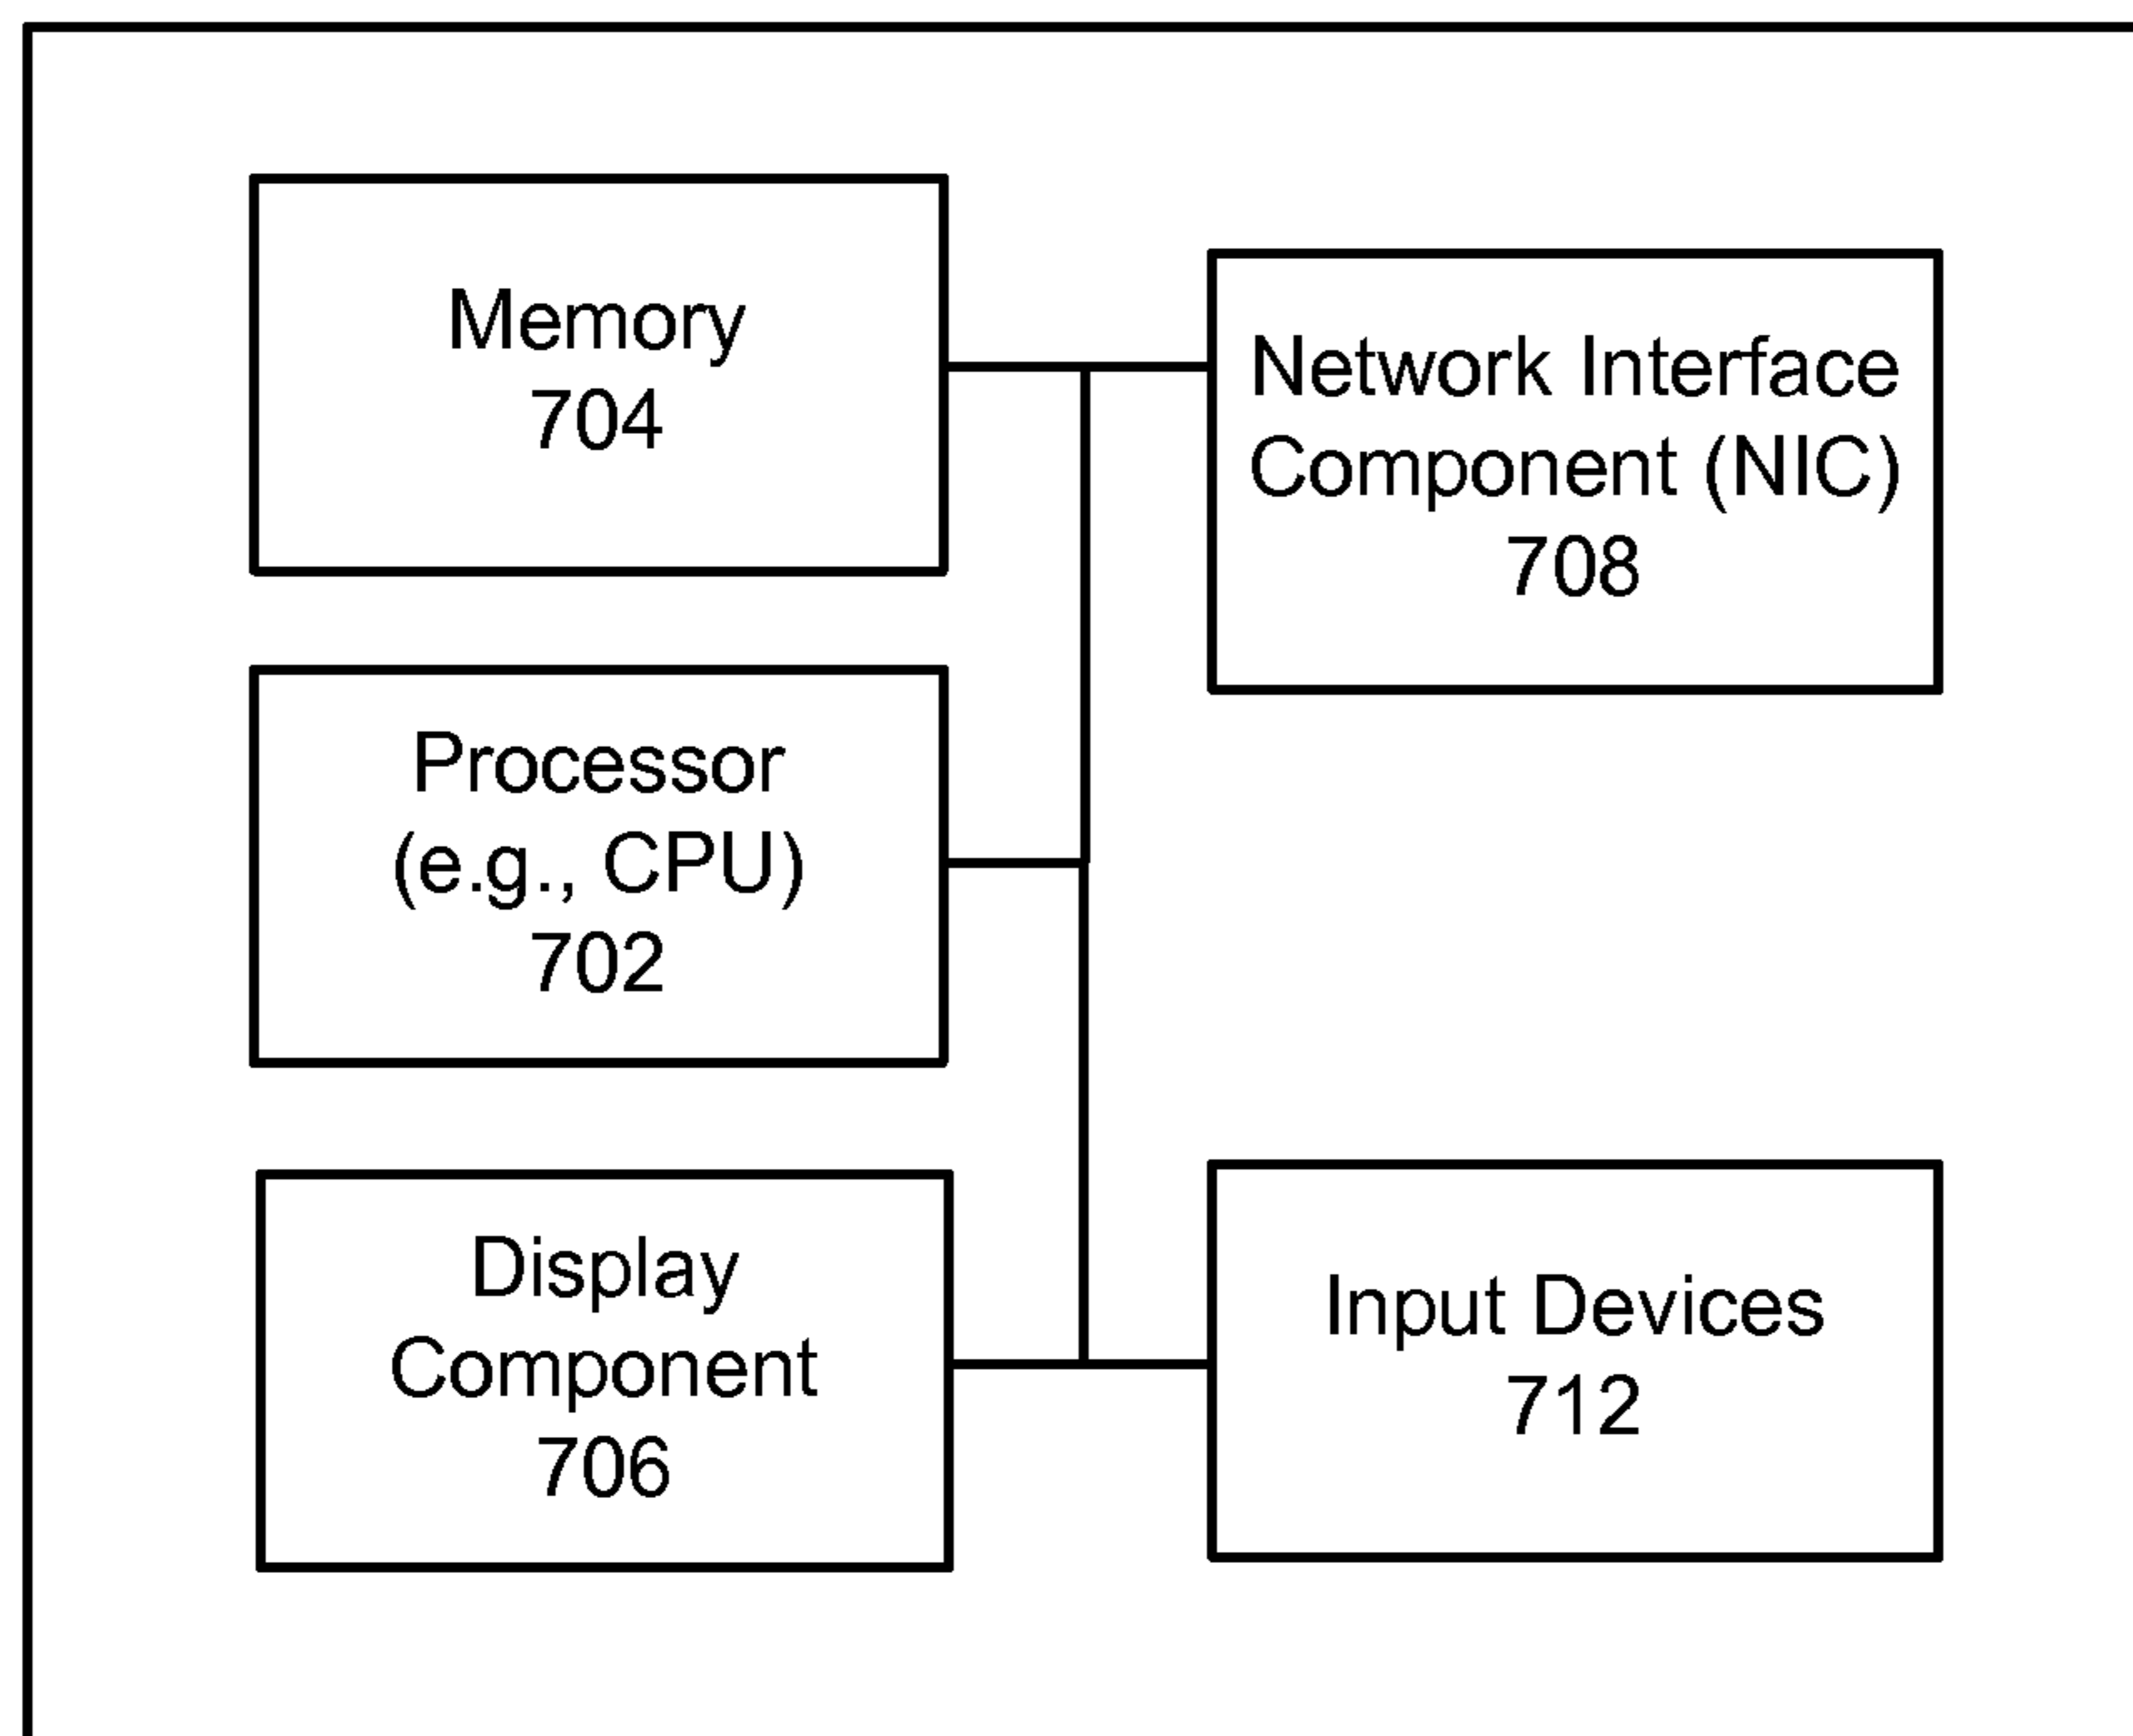 Memory
704
Network Interface
Component (NIC)
708
Processor
(e.g., CPU)
702
Display
Component
706
Input Devices
712